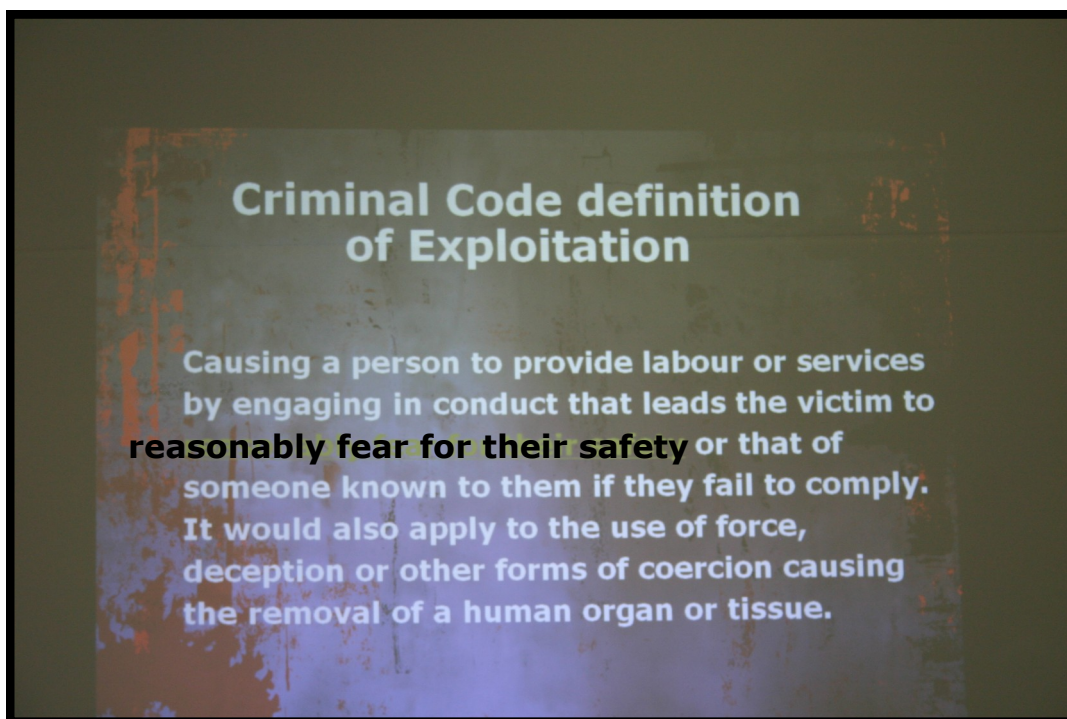 Criminal Code definition
of Exploitation
Causing a person to provide labour or services
by engaging in conduct that leads the victim to
reasonably fear for their safety or that of
someone known to them if they fail to comply.
It would also apply to the use of force,
deception or other forms of coercion causing
the removal of a human organ or tissue.